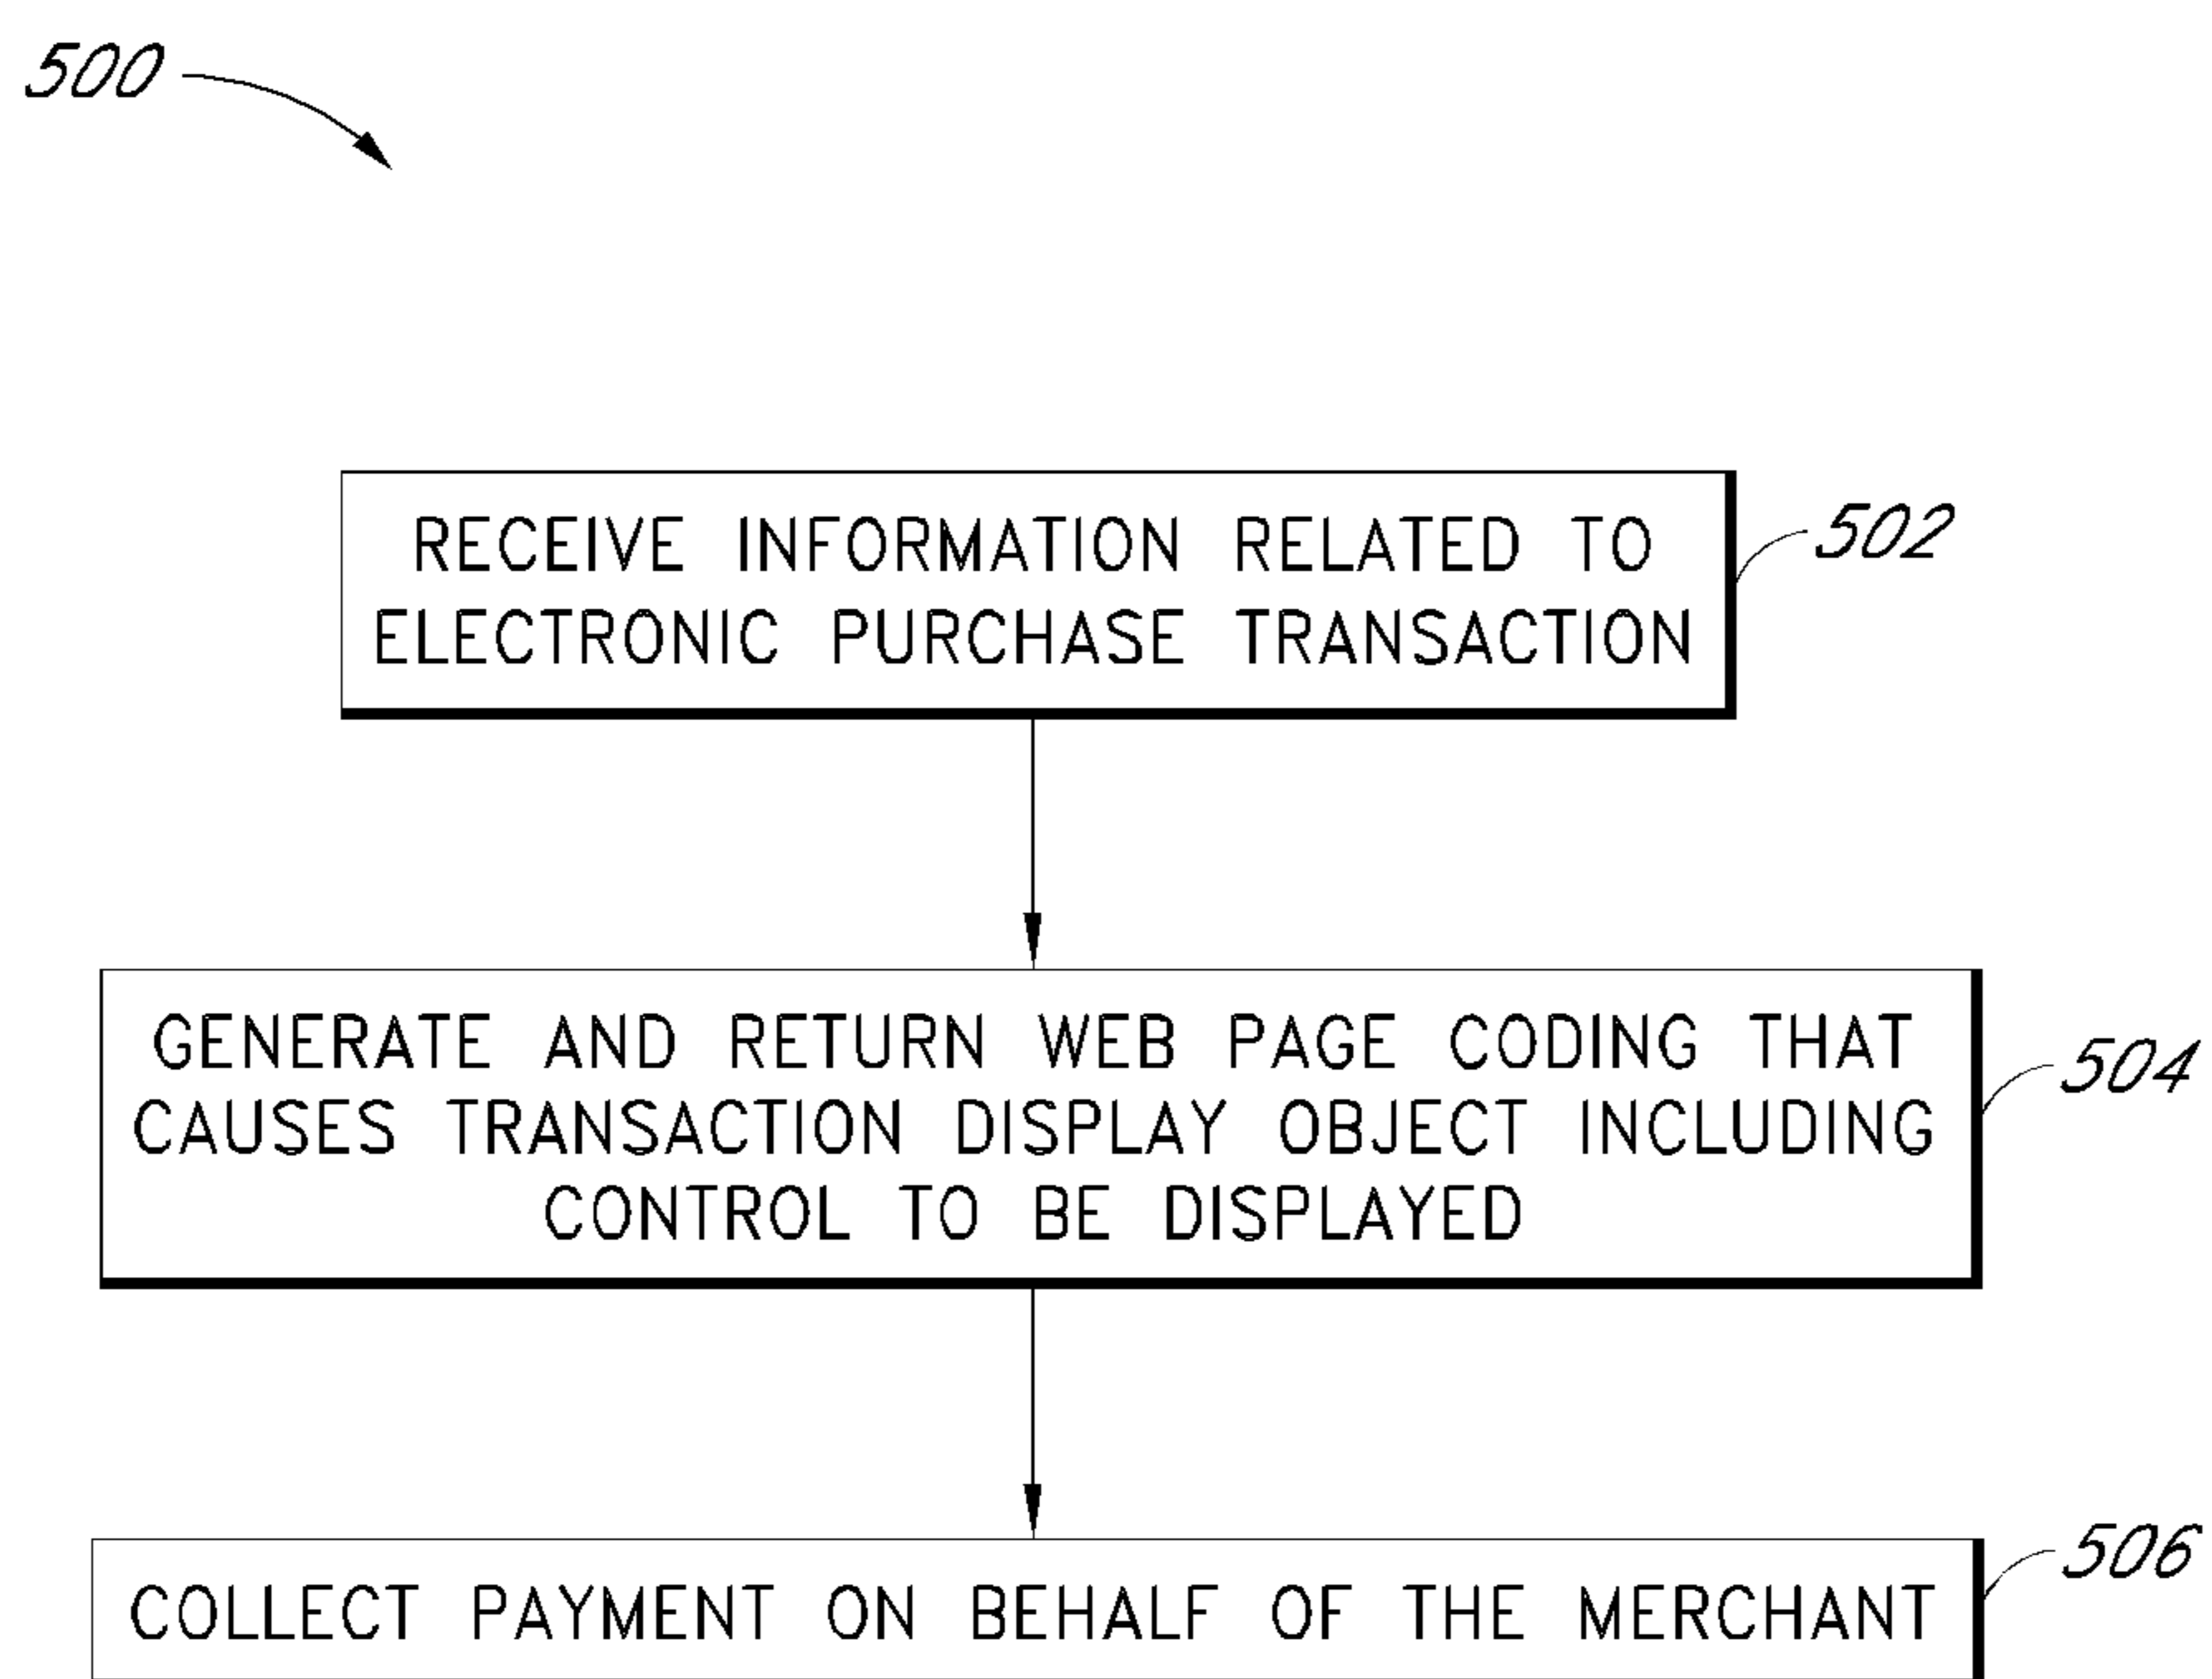 500
RECEIVE INFORMATION RELATED TO
ELECTRONIC PURCHASE TRANSACTION
502
GENERATE AND RETURN WEB PAGE CODING THAT
CAUSES TRANSACTION DISPLAY OBJECT INCLUDING
CONTROL TO BE DISPLAYED
504
COLLECT PAYMENT ON BEHALF OF THE MERCHANT
506